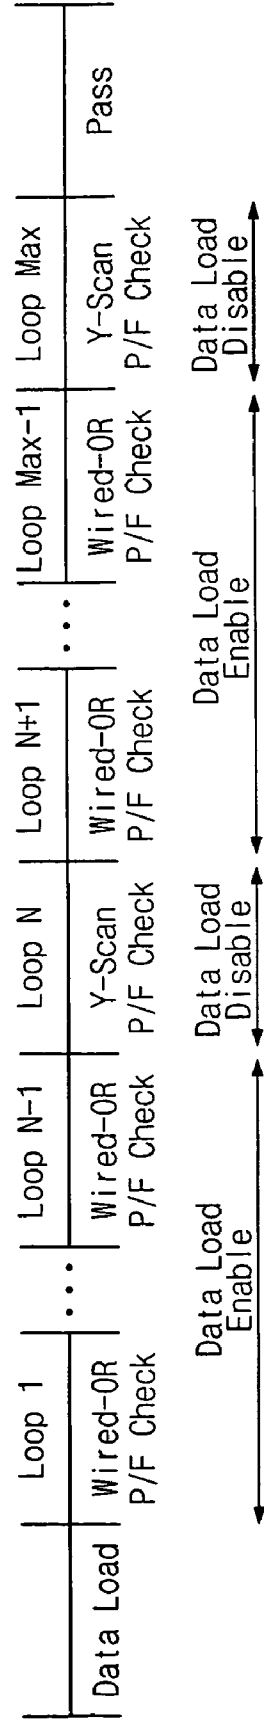 Loop 1
Loop N-1
Loop N
Loop N+1
Loop Max-1
Loop Max
Data Load
Wired-OR
P/F Check
Wired-OR
P/F Check
Y-Scan
P/F Check
Wired-OR
P/F Check
Wired-OR
P/F Check
Y-Scan
P/F Check
Pass
Data Load
Enable
Data Load
Disable
Data Load
Enable
Data Load
Disable